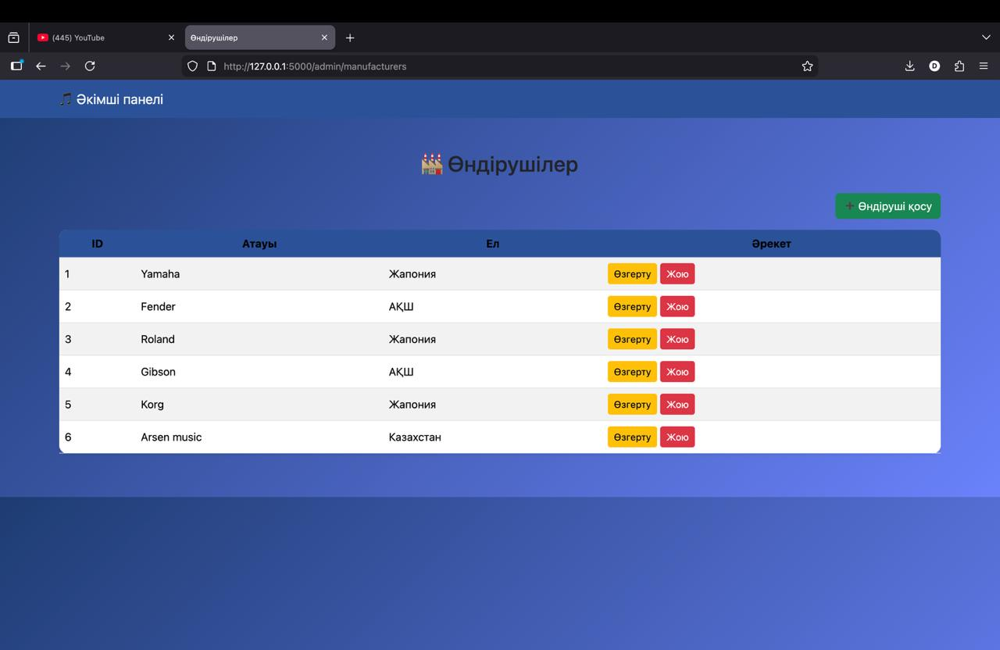 (445) YouTube
Өндірушілер
http://127.0.0.1:5000/admin/manufacturers
D
🎵 Әкімші панелі
🏭 Өндірушілер
➕ Өндіруші қосу
ID Атауы Ел Әрекет
1 Yamaha Жапония Өзгерту Жою
2 Fender АҚШ Өзгерту Жою
3 Roland Жапония Өзгерту Жою
4 Gibson АҚШ Өзгерту Жою
5 Korg Жапония Өзгерту Жою
6 Arsen music Казахстан Өзгерту Жою